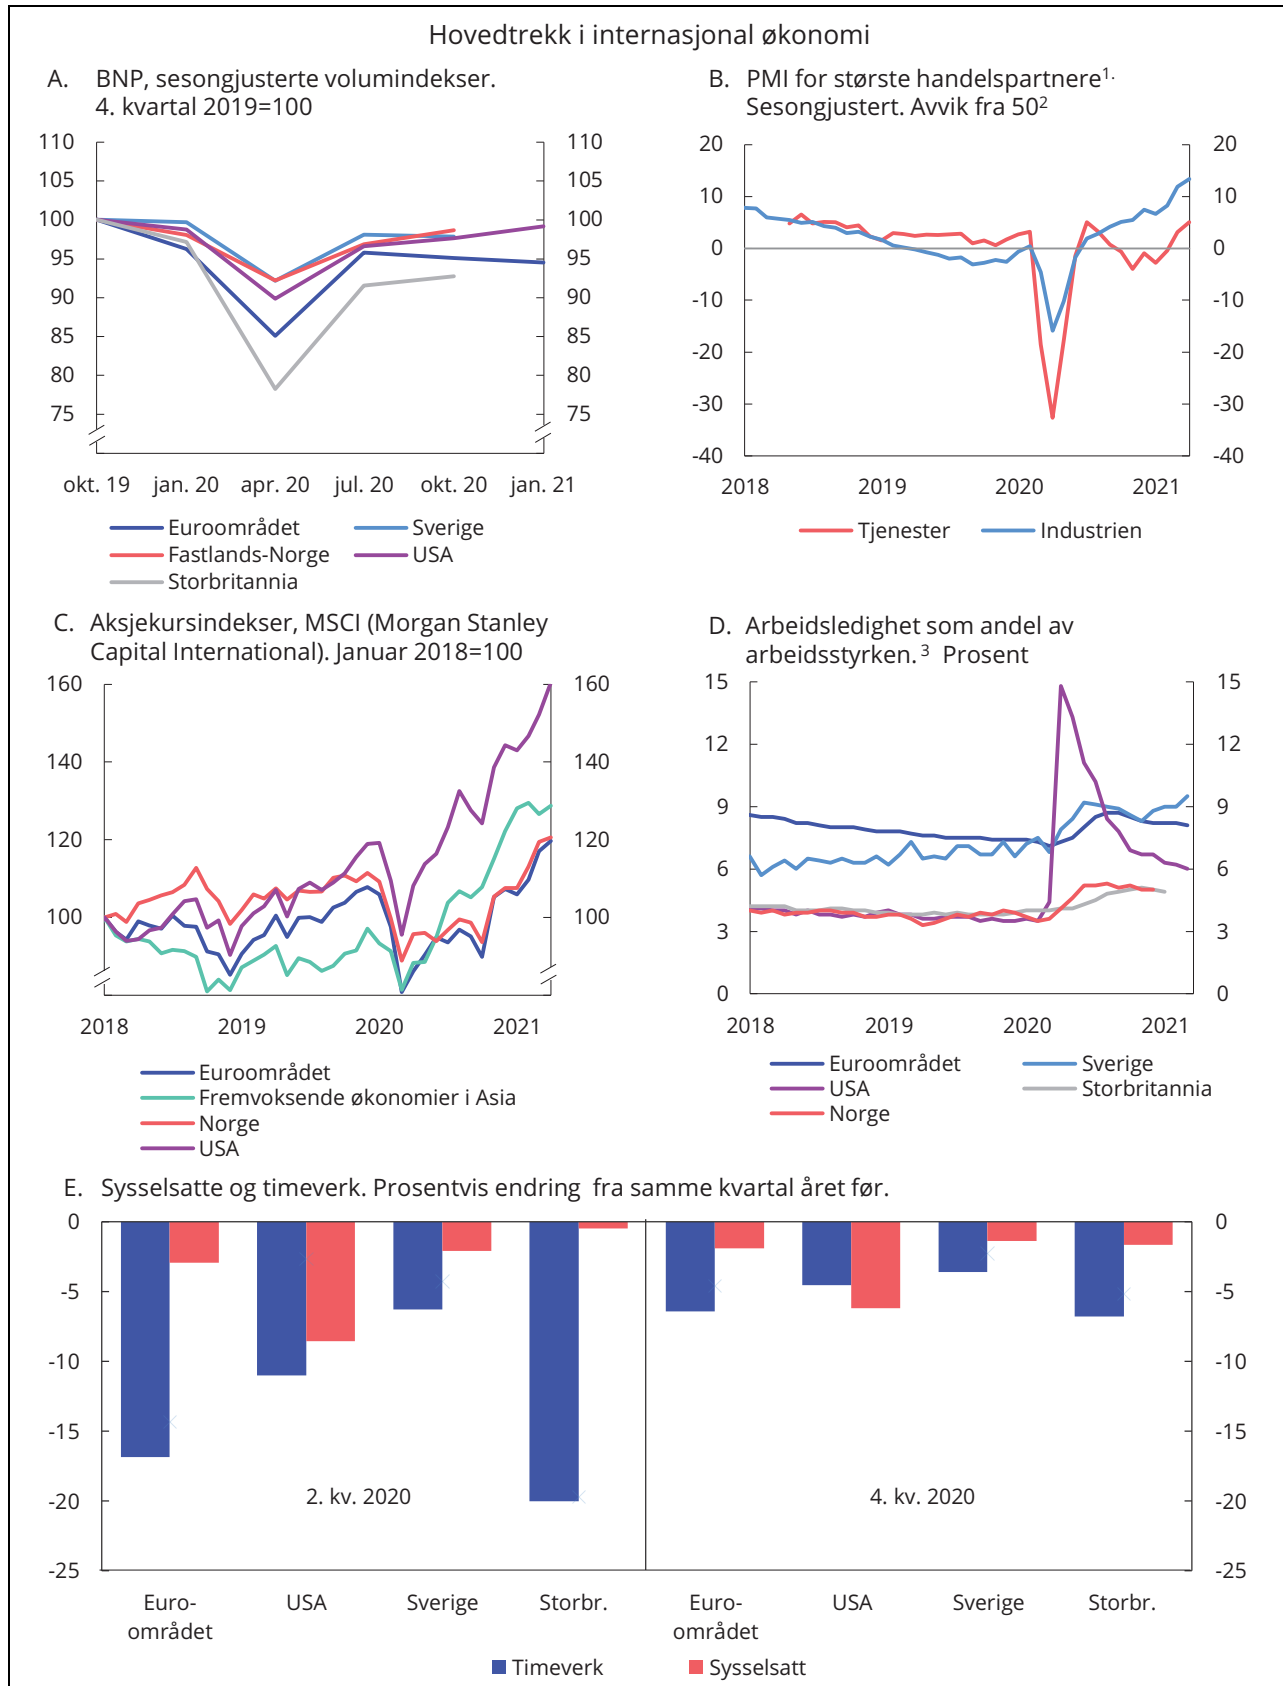 Hovedtrekk i internasjonal økonomi
A. BNP, sesongjusterte volumindekser.
4. kvartal 2019=100
110 110
105 105
100 100
95 95
90 90
85 85
80 80
75 75
okt. 19 jan. 20 apr. 20 jul. 20 okt. 20 jan. 21
Euroområdet Sverige
Fastlands-Norge USA
Storbritannia
B. PMI for største handelspartnere¹·
Sesongjustert. Avvik fra 50²
20 20
10 10
0 0
-10 -10
-20 -20
-30 -30
-40 -40
2018 2019 2020 2021
Tjenester Industrien
C. Aksjekursindekser, MSCI (Morgan Stanley
Capital International). Januar 2018=100
160 160
140 140
120 120
100 100
2018 2019 2020 2021
Euroområdet
Fremvoksende økonomier i Asia
Norge
USA
D. Arbeidsledighet som andel av
arbeidsstyrken.³ Prosent
15 15
12 12
9 9
6 6
3 3
0 0
2018 2019 2020 2021
Euroområdet Sverige
USA Storbritannia
Norge
E. Sysselsatte og timeverk. Prosentvis endring fra samme kvartal året før.
0 0
-5 -5
-10 -10
-15 -15
2. kv. 2020 4. kv. 2020
-20 -20
-25 -25
Euro- USA Sverige Storbr. Euro- USA Sverige Storbr.
området området
Timeverk Sysselsatt